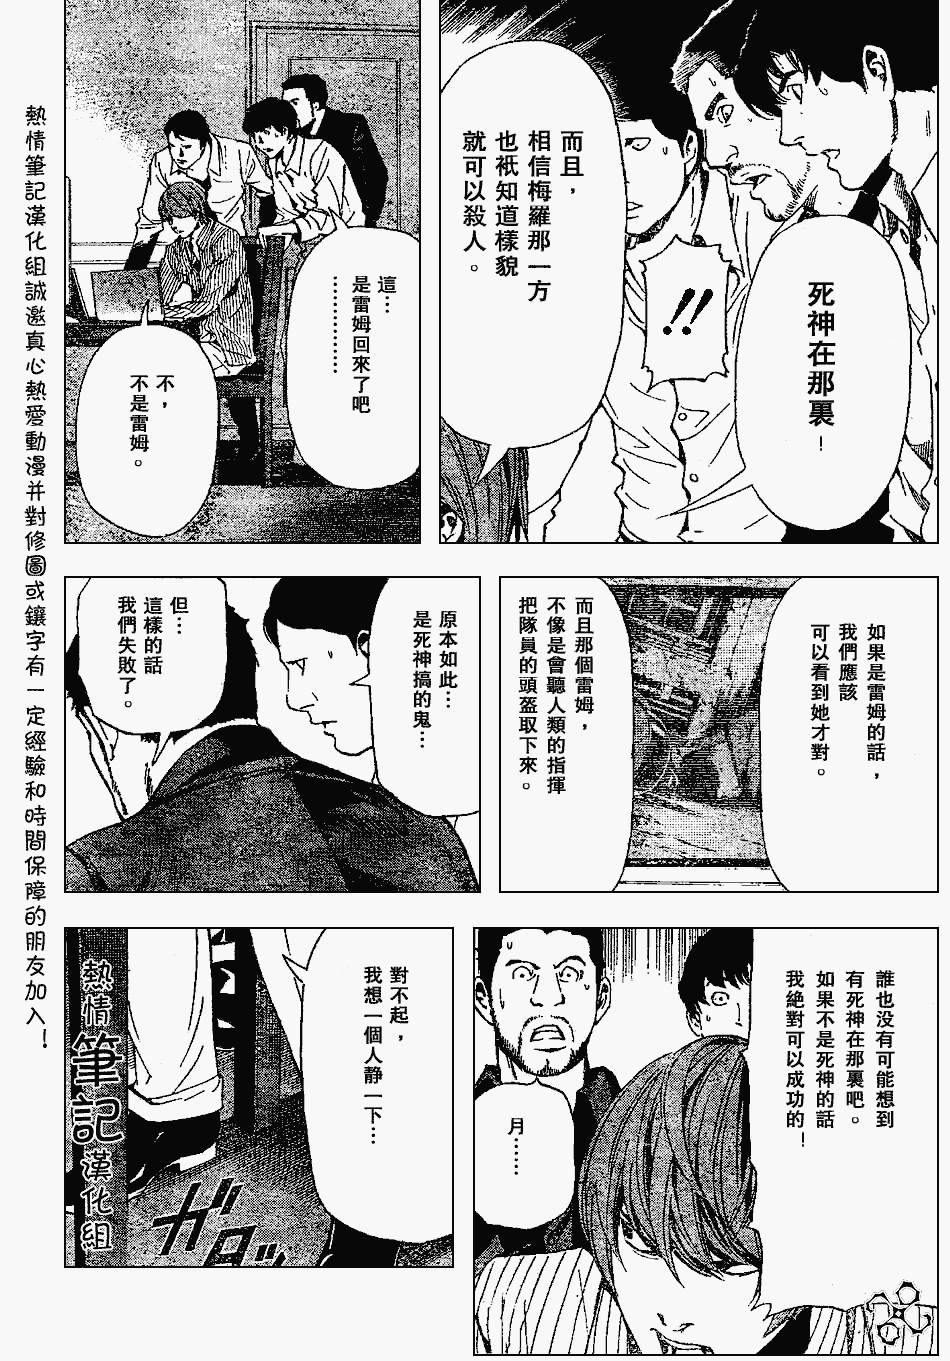 死神在那裏!
!!
而且，
相信梅羅那一方
也祇知道樣貌
就可以殺人。
這…
是雷姆回來了吧
……………
不，
不是雷姆。
如果是雷姆的話，
我們應該
可以看到她才對。
而且那個雷姆，
不像是會聽人類的指揮
把隊員的頭盔取下來。
原本如此…
是死神搞的鬼…
但…
這樣的話
我們失敗了。
誰也没有可能想到
有死神在那裏吧。
如果不是死神的話
我絕對可以成功的!
月……
對不起，
我想一個人静一下…
ガタッ
熱情筆記漢化組
熱情筆記漢化組誠邀真心熱愛動漫并對修圖或鑲字有一定經驗和時間保障的朋友加入!